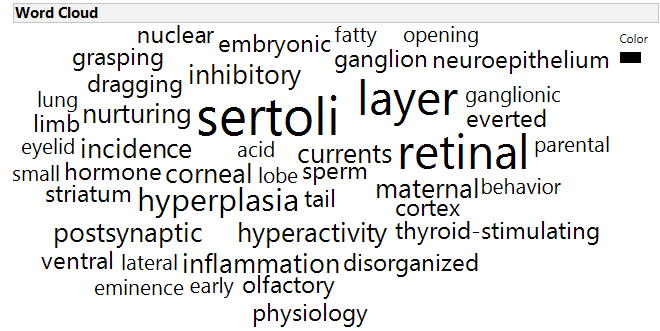 Word Cloud
Color
nuclear embryonic fatty opening
grasping ganglion neuroepithelium
dragging inhibitory
lung nurturing sertoli layer ganglionic
limb everted
eyelid incidence acid currents retinal parental
small hormone corneal lobe sperm
striatum hyperplasia tail maternal behavior
cortex
postsynaptic hyperactivity thyroid-stimulating
ventral lateral inflammation disorganized
eminence early olfactory
physiology